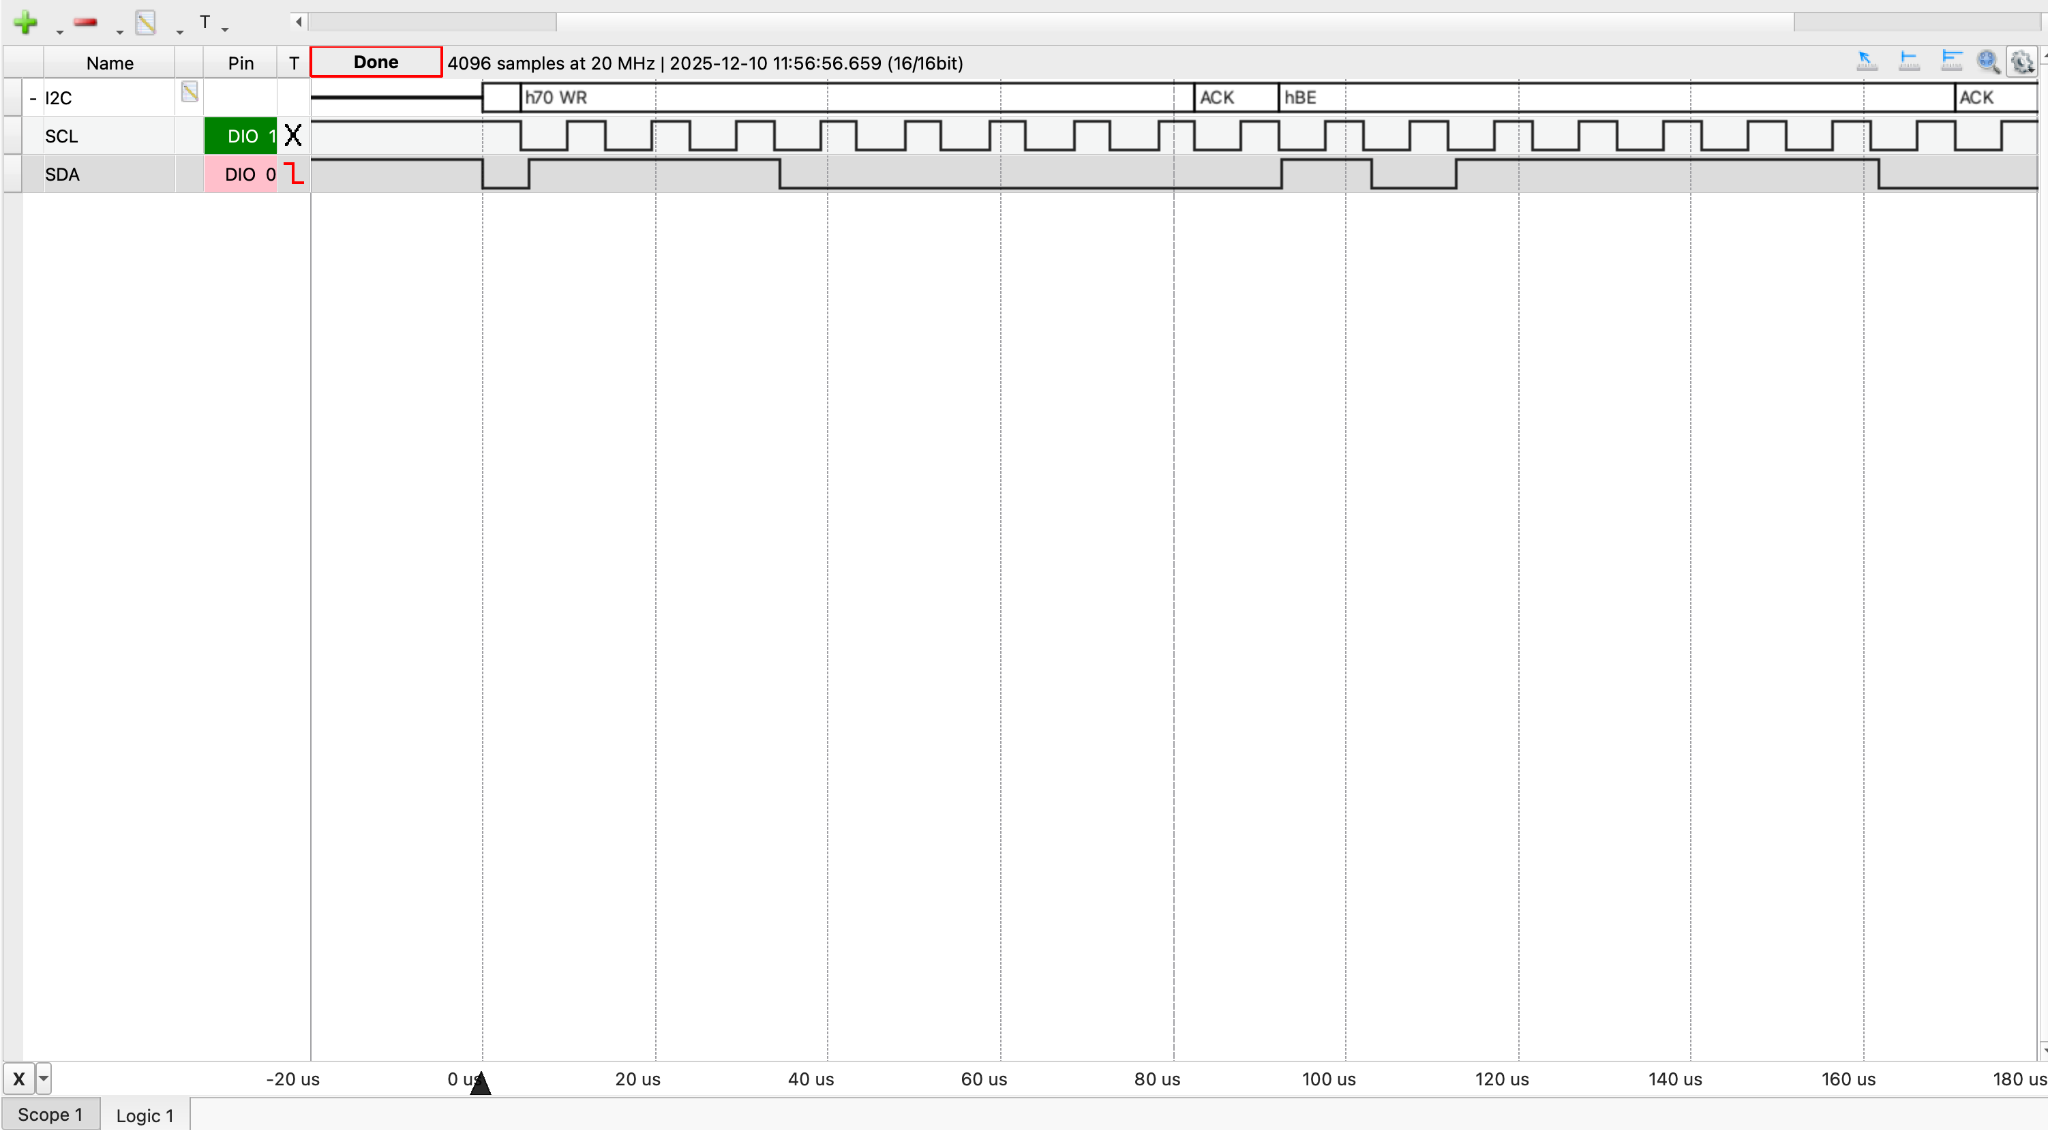 T
Name Pin T Done 4096 samples at 20 MHz | 2025-12-10 11:56:56.659 (16/16bit)
- I2C h70 WR ACK hBE ACK
SCL DIO 1 X
SDA DIO 0
X -20 us 0 us 20 us 40 us 60 us 80 us 100 us 120 us 140 us 160 us 180 us
Scope 1 Logic 1